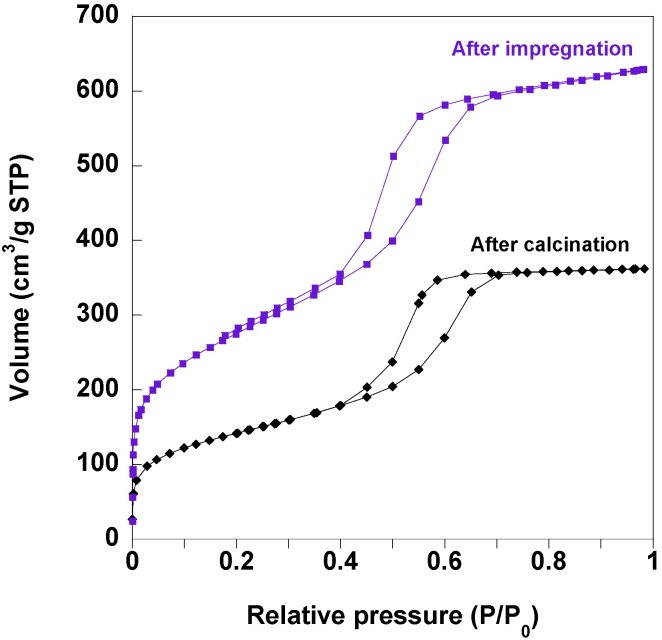 700
600
500
400
300
200
100
0
Volume (cm³/g STP)
After impregnation
After calcination
0 0.2 0.4 0.6 0.8 1
Relative pressure (P/P₀)